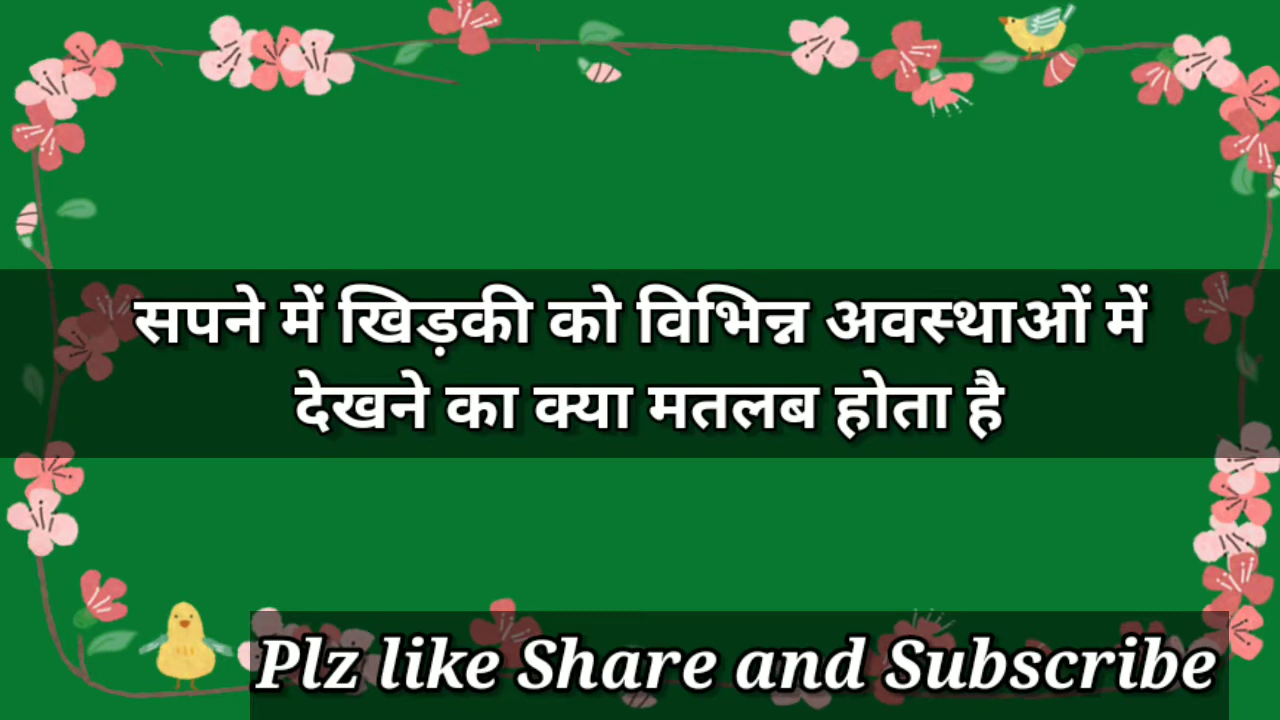 सपने में खिड़की को विभिन्न अवस्थाओं में
देखने का क्या मतलब होता है
Plz like Share and Subscribe